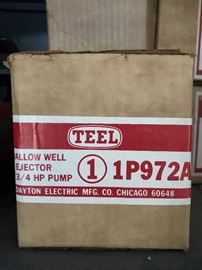 TEEL
ALLOW WELL
EJECTOR
3/4 HP PUMP
1 1P972A
DAYTON ELECTRIC MFG. CO. CHICAGO 60648